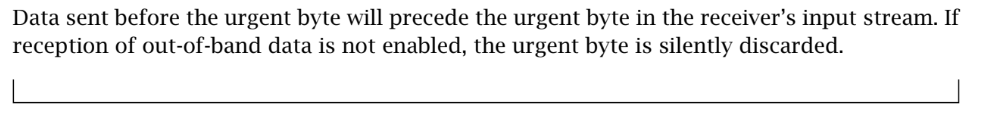 Data sent before the urgent byte will precede the urgent byte in the receiver’s input stream. If
reception of out-of-band data is not enabled, the urgent byte is silently discarded.